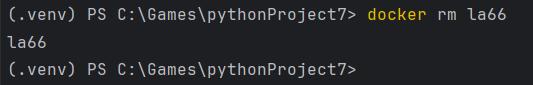 (.venv) PS C:\Games\pythonProject7> docker rm la66
la66
(.venv) PS C:\Games\pythonProject7>